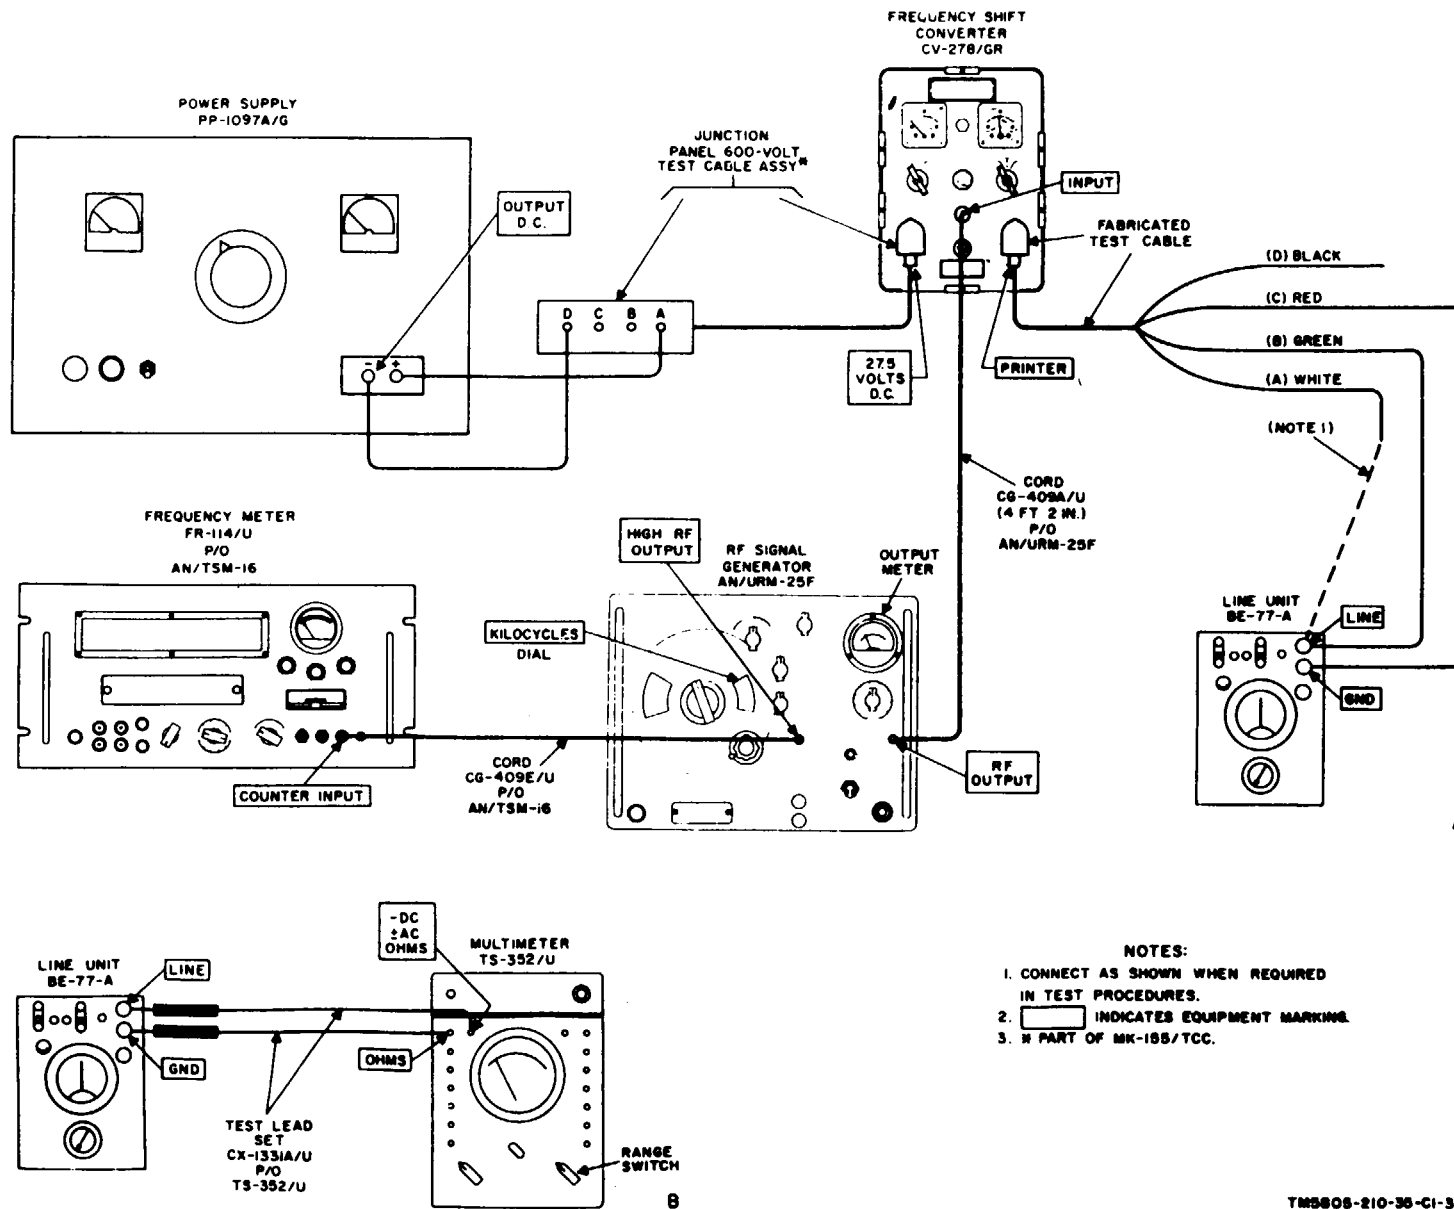 FREQUENCY SHIFT
CONVERTER
CV-278/GR
POWER SUPPLY
PP-1097A/G
JUNCTION
PANEL 600-VOLT
TEST CABLE ASSY*
OUTPUT
D.C.
INPUT
FABRICATED
TEST CABLE
(D) BLACK
(C) RED
(B) GREEN
(A) WHITE
D C B A
- +
27.5
VOLTS
D.C.
PRINTER
(NOTE 1)
CORD
CG-409A/U
(4 FT 2 IN.)
P/O
AN/URM-25F
FREQUENCY METER
FR-114/U
P/O
AN/TSM-16
HIGH RF
OUTPUT
RF SIGNAL
GENERATOR
AN/URM-25F
OUTPUT
METER
KILOCYCLES
DIAL
LINE UNIT
BE-77-A
LINE
GND
COUNTER INPUT
CORD
CG-409E/U
P/O
AN/TSM-16
RF
OUTPUT
-DC
±AC
OHMS
MULTIMETER
TS-352/U
LINE UNIT
BE-77-A
LINE
GND
OHMS
TEST LEAD
SET
CX-1331A/U
P/O
TS-352/U
RANGE
SWITCH
B
NOTES:
1. CONNECT AS SHOWN WHEN REQUIRED
IN TEST PROCEDURES.
2. INDICATES EQUIPMENT MARKING.
3. * PART OF MK-155/TCC.
TM5805-210-35-C1-3